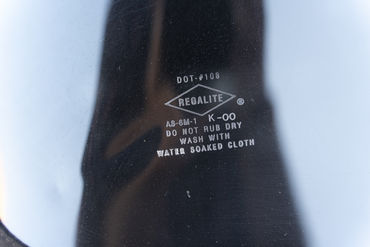 DOT-#108
REGALITE ®
AS-6M-1 K-00
DO NOT RUB DRY
WASH WITH
WATER SOAKED CLOTH